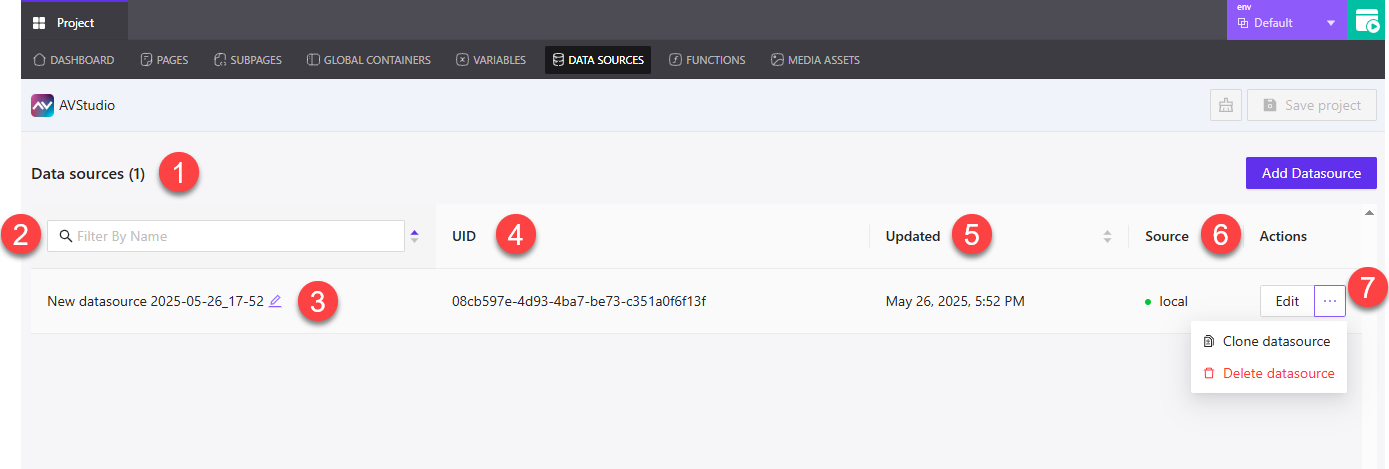 env
Project
Default
DASHBOARD PAGES SUBPAGES GLOBAL CONTAINERS VARIABLES DATA SOURCES FUNCTIONS MEDIA ASSETS
AV AVStudio
Save project
Data sources (1) 1
Add Datasource
2 Filter By Name UID 4 Updated 5 Source 6 Actions
New datasource 2025-05-26_17-52 3 08cb597e-4d93-4ba7-be73-c351a0f6f13f May 26, 2025, 5:52 PM local Edit ... 7
Clone datasource
Delete datasource